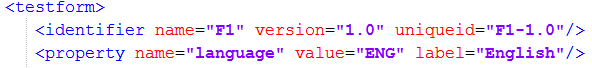 <testform>
<identifier name="F1" version="1.0" uniqueid="F1-1.0"/>
<property name="language" value="ENG" label="English"/>